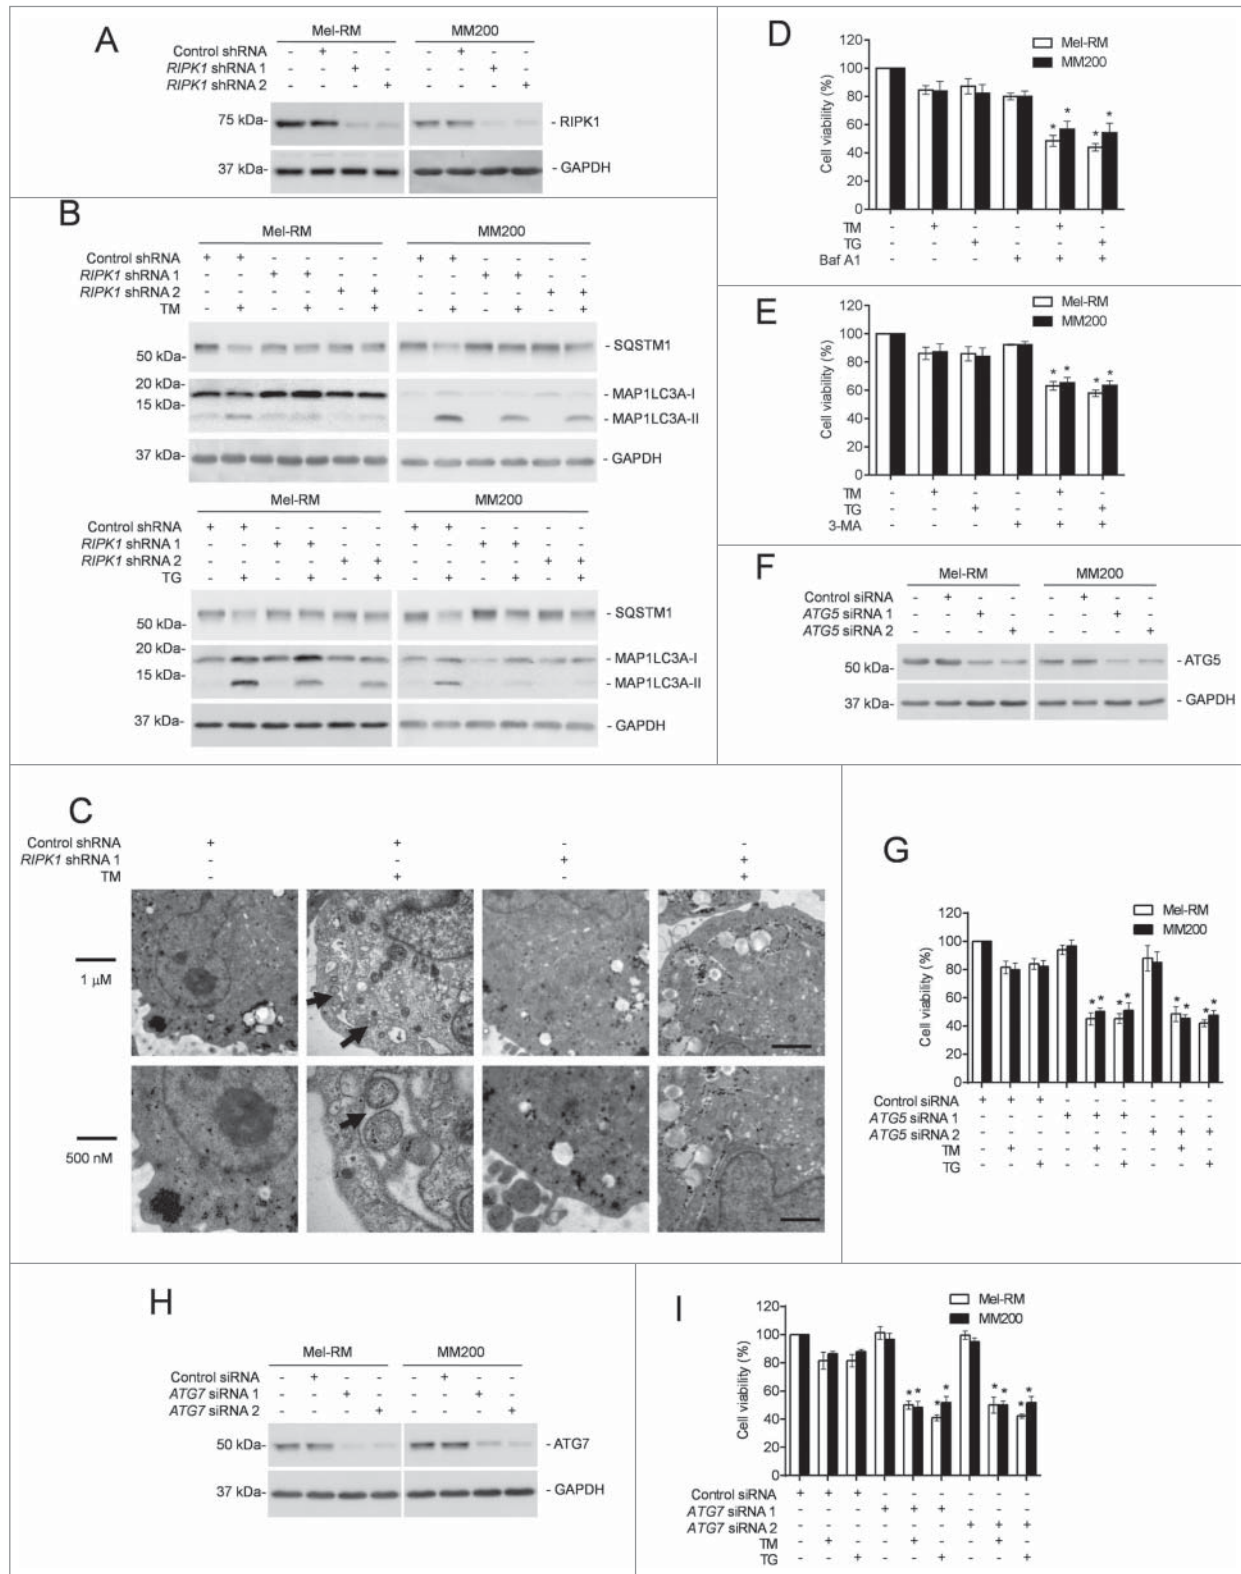 A
Mel-RM MM200
Control shRNA - + - - - + - -
RIPK1 shRNA 1 - - + - - - + -
RIPK1 shRNA 2 - - - + - - - +
75 kDa- - RIPK1
37 kDa- - GAPDH
B
Mel-RM MM200
Control shRNA + + - - - - + + - - - -
RIPK1 shRNA 1 - - + + - - - - + + - -
RIPK1 shRNA 2 - - - - + + - - - - + +
TM - + - + - + - + - + - +
50 kDa- - SQSTM1
20 kDa- - MAP1LC3A-I
15 kDa- - MAP1LC3A-II
37 kDa- - GAPDH
Mel-RM MM200
Control shRNA + + - - - - + + - - - -
RIPK1 shRNA 1 - - + + - - - - + + - -
RIPK1 shRNA 2 - - - - + + - - - - + +
TG - + - + - + - + - + - +
50 kDa- - SQSTM1
20 kDa- - MAP1LC3A-I
15 kDa- - MAP1LC3A-II
37 kDa- - GAPDH
C
Control shRNA + + - -
RIPK1 shRNA 1 - - + +
TM - + - +
1 μM
500 nM
D
Mel-RM
MM200
Cell viability (%)
120
100
80
60
40
20
0
* * * *
TM - + - - + -
TG - - + - - +
Baf A1 - - - + + +
E
Mel-RM
MM200
Cell viability (%)
120
100
80
60
40
20
0
* * * *
TM - + - - + -
TG - - + - - +
3-MA - - - + + +
F
Mel-RM MM200
Control siRNA - + - - - + - -
ATG5 siRNA 1 - - + - - - + -
ATG5 siRNA 2 - - - + - - - +
50 kDa- - ATG5
37 kDa- - GAPDH
G
Mel-RM
MM200
Cell viability (%)
120
100
80
60
40
20
0
* * * * * * * *
Control siRNA + + + - - - - - -
ATG5 siRNA 1 - - - + + + - - -
ATG5 siRNA 2 - - - - - - + + +
TM - + - - + - - + -
TG - - + - - + - - +
H
Mel-RM MM200
Control siRNA - + - - - + - -
ATG7 siRNA 1 - - + - - - + -
ATG7 siRNA 2 - - - + - - - +
50 kDa- - ATG7
37 kDa- - GAPDH
I
Mel-RM
MM200
Cell viability (%)
120
100
80
60
40
20
0
* * * * * * * *
Control siRNA + + + - - - - - -
ATG7 siRNA 1 - - - + + + - - -
ATG7 siRNA 2 - - - - - - + + +
TM - + - - + - - + -
TG - - + - - + - - +